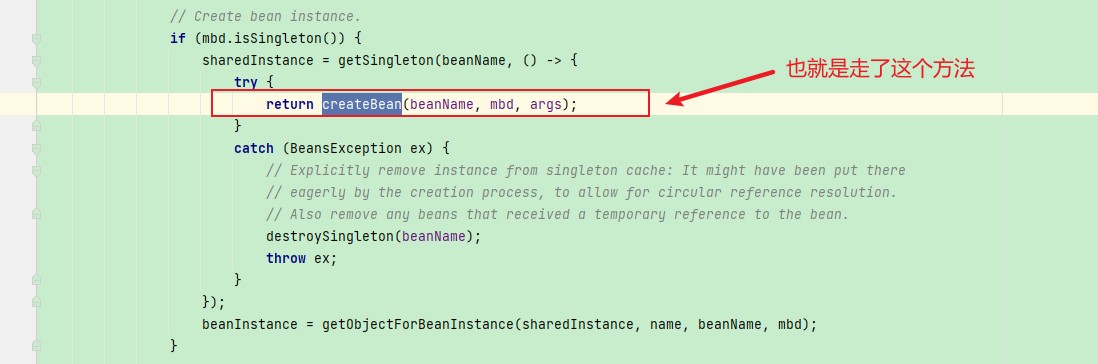 // Create bean instance.
if (mbd.isSingleton()) {
sharedInstance = getSingleton(beanName, () -> {
try {
return createBean(beanName, mbd, args);
也就是走了这个方法
}
catch (BeansException ex) {
// Explicitly remove instance from singleton cache: It might have been put there
// eagerly by the creation process, to allow for circular reference resolution.
// Also remove any beans that received a temporary reference to the bean.
destroySingleton(beanName);
throw ex;
}
});
beanInstance = getObjectForBeanInstance(sharedInstance, name, beanName, mbd);
}